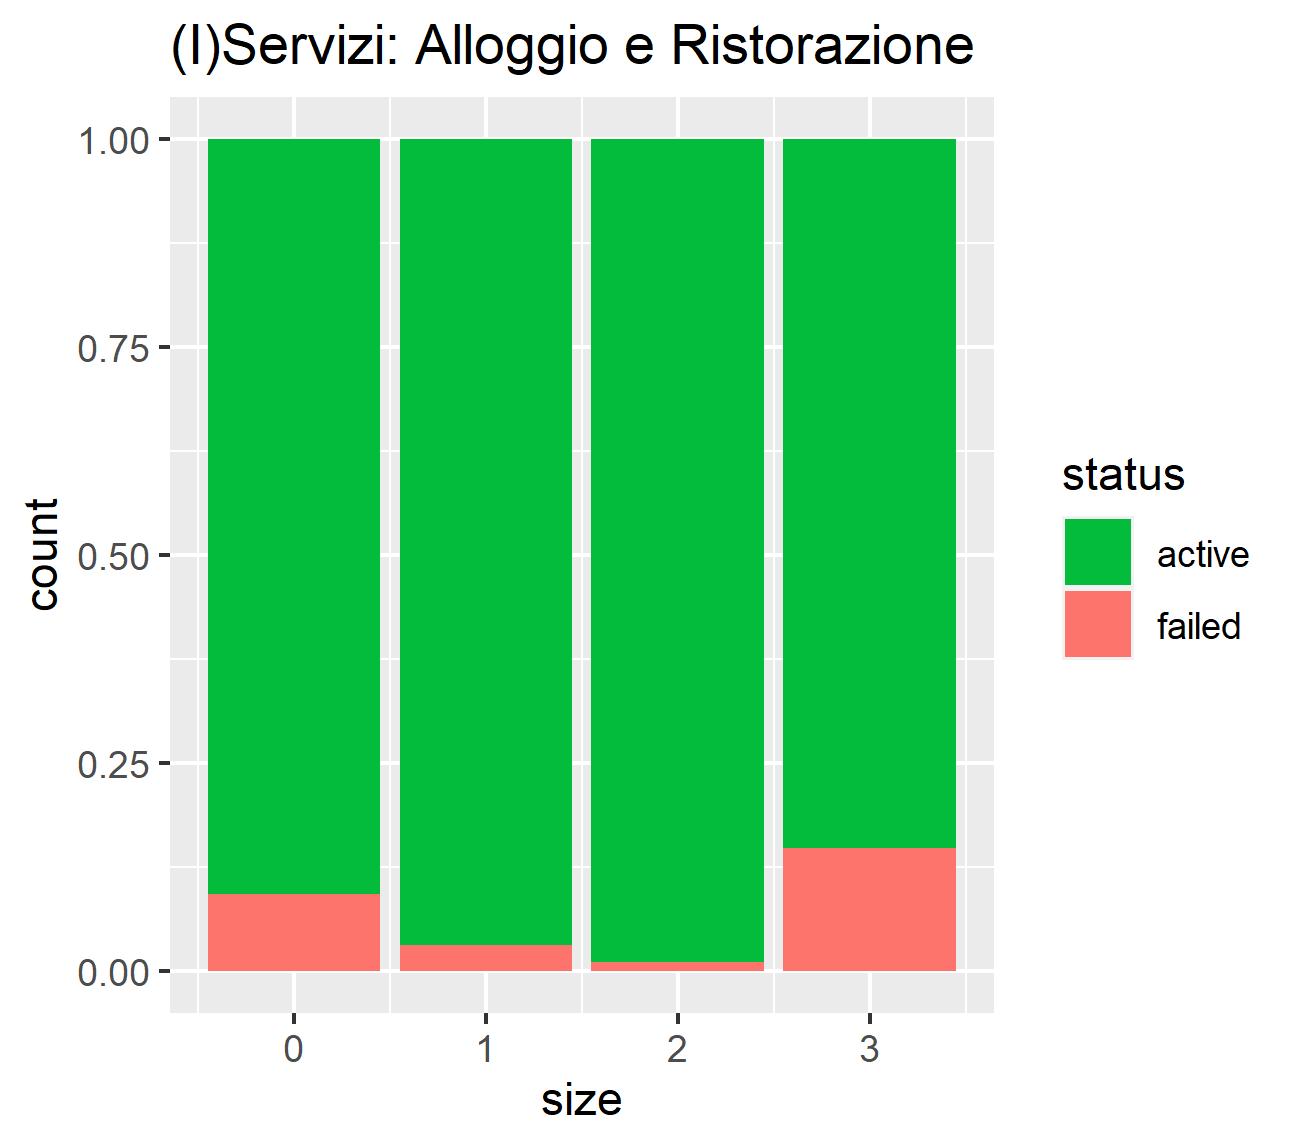 (I)Servizi: Alloggio e Ristorazione
1.00
0.75
0.50
0.25
0.00
count
0 1 2 3
size
status
active
failed